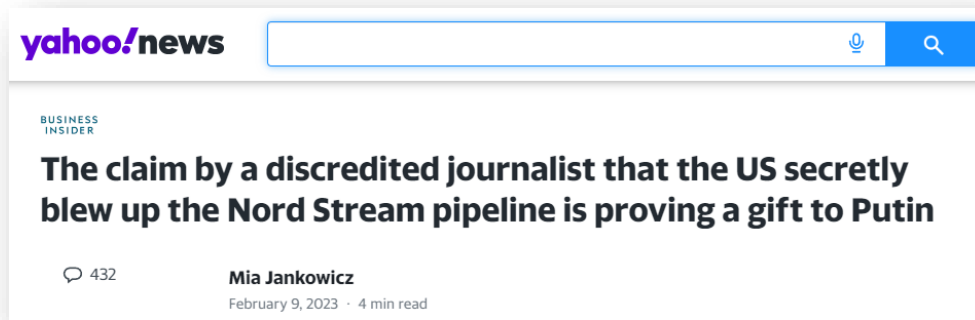 yahoo!news
BUSINESS
INSIDER
The claim by a discredited journalist that the US secretly
blew up the Nord Stream pipeline is proving a gift to Putin
432
Mia Jankowicz
February 9, 2023 · 4 min read